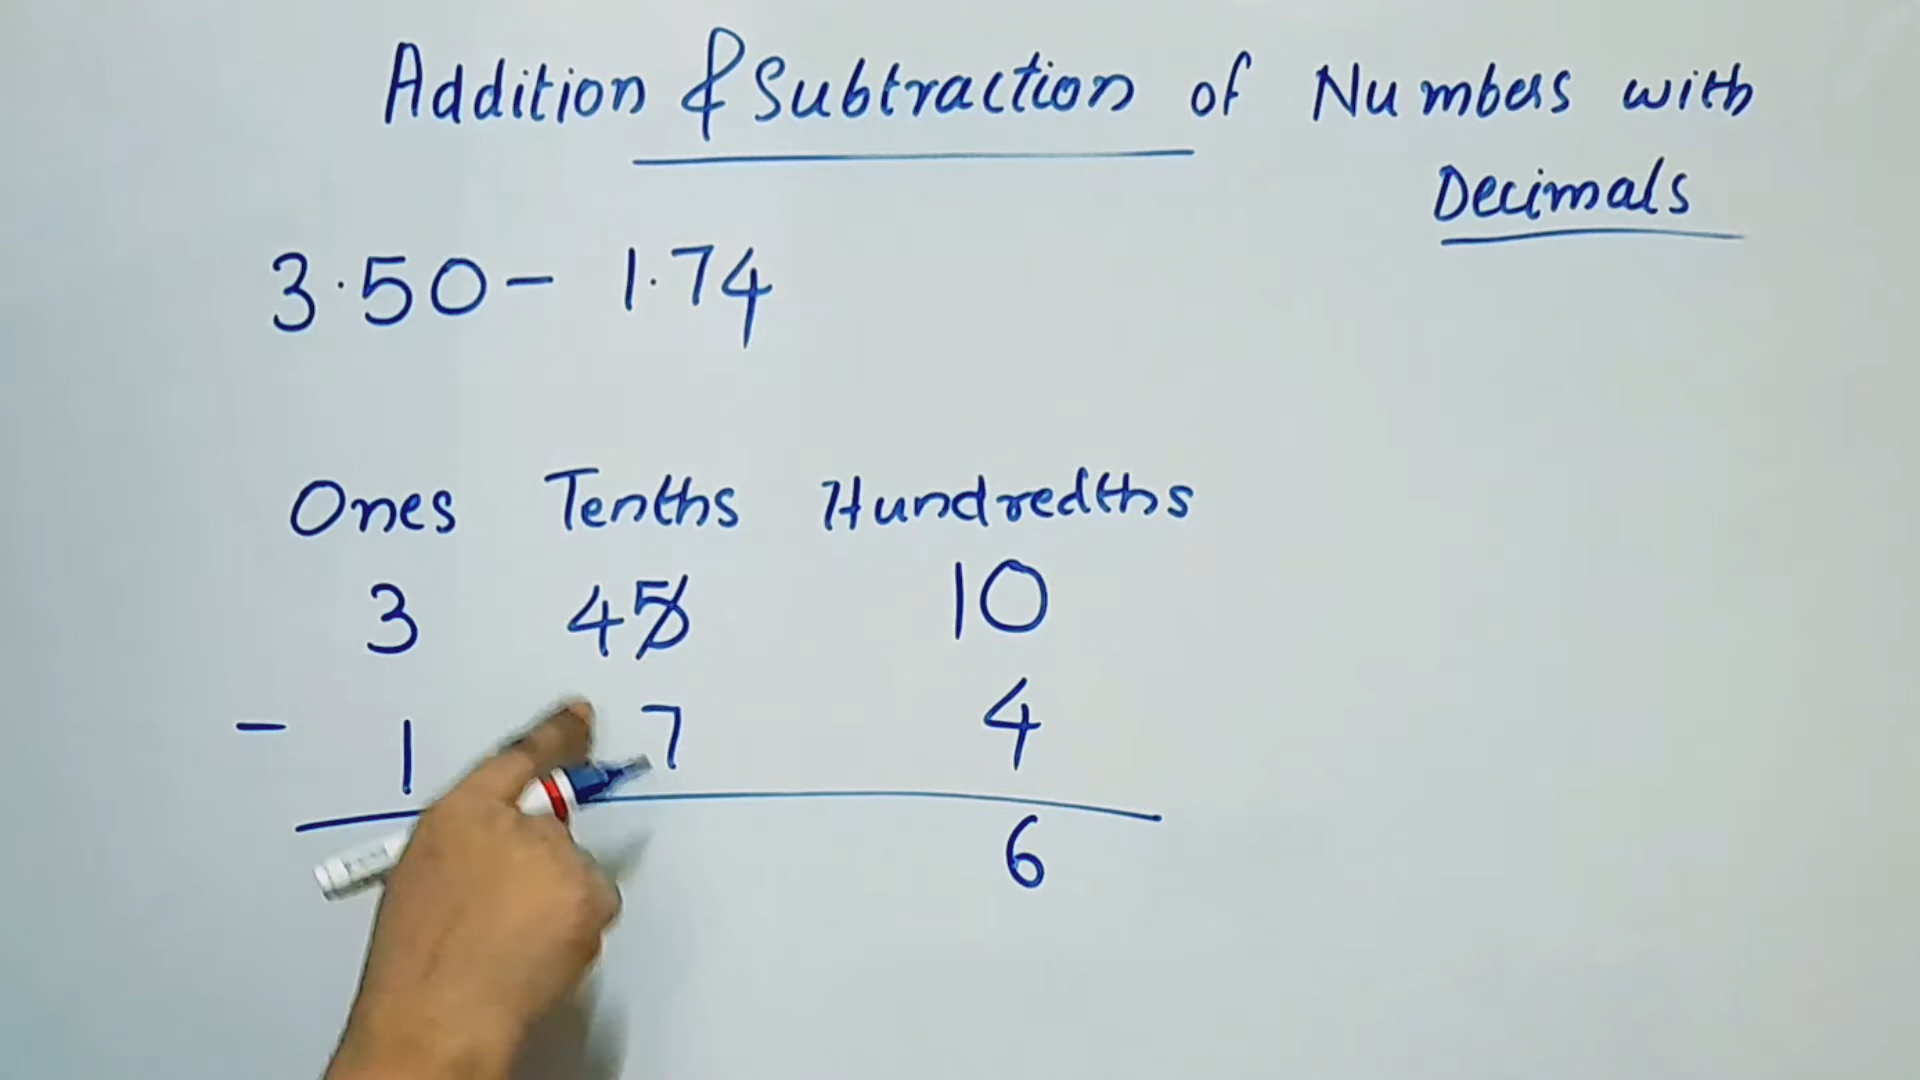 Addition & Subtraction of Numbers with
Decimals
3.50 - 1.74
Ones Tenths Hundredths
3 45 10
- 1 7 4
6